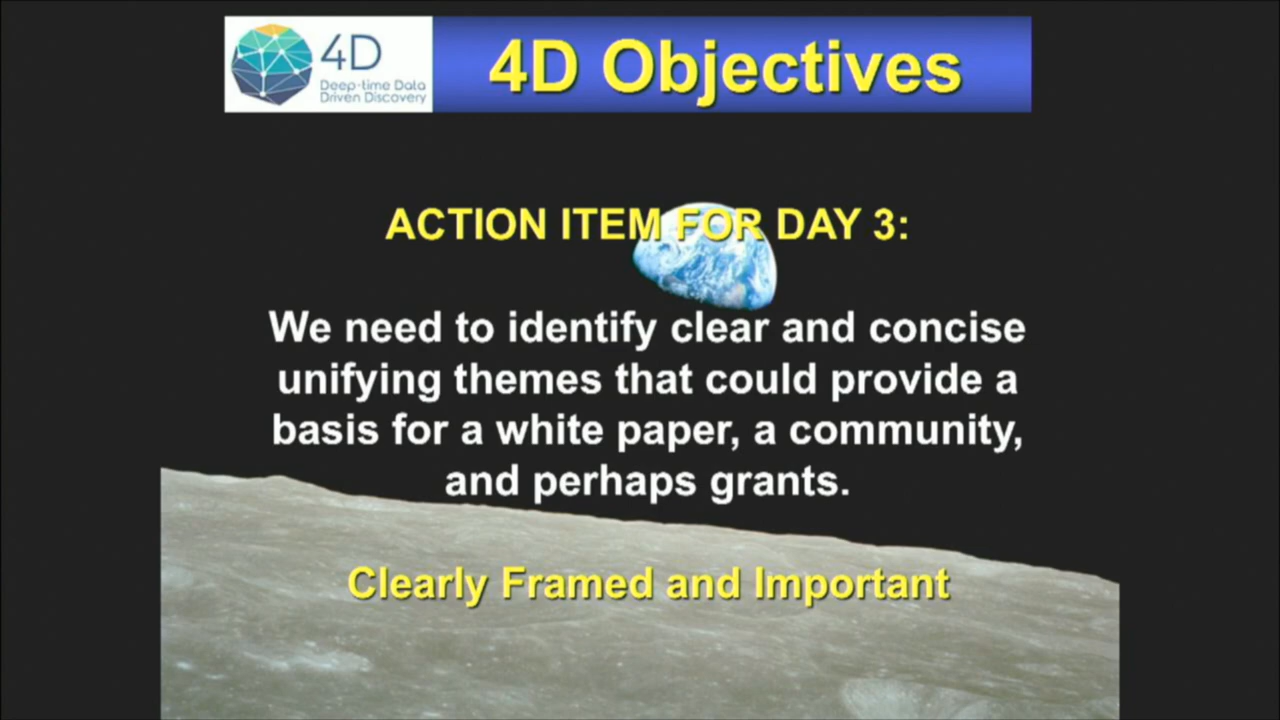 4D
Deep-time Data
Driven Discovery
4D Objectives
ACTION ITEM FOR DAY 3:
We need to identify clear and concise
unifying themes that could provide a
basis for a white paper, a community,
and perhaps grants.
Clearly Framed and Important